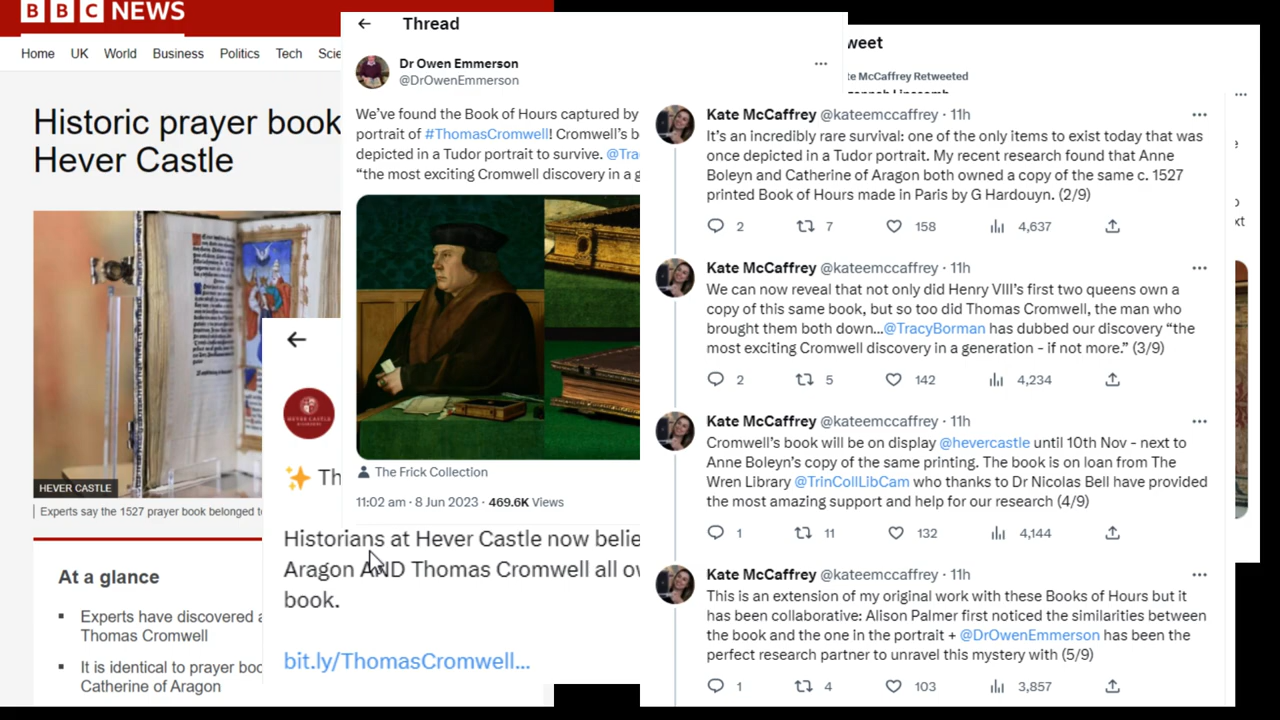 BBC NEWS
Home UK World Business Politics Tech
Historic prayer book
Hever Castle
HEVER CASTLE
Experts say the 1527 prayer book belonged
At a glance
Experts have discovered
Thomas Cromwell
It is identical to prayer
Catherine of Aragon
Historians at Hever Castle now
Aragon AND Thomas Cromwell all
book.
bit.ly/ThomasCromwell...
Thread
Dr Owen Emmerson
@DrOwenEmmerson
We've found the Book of Hours captured by
portrait of #ThomasCromwell! Cromwell's
depicted in a Tudor portrait to survive.
"the most exciting Cromwell discovery in a
The Frick Collection
11:02 am · 8 Jun 2023 · 469.6K Views
McCaffrey Retweeted
Kate McCaffrey @kateemccaffrey · 11h
It's an incredibly rare survival: one of the only items to exist today that was
once depicted in a Tudor portrait. My recent research found that Anne
Boleyn and Catherine of Aragon both owned a copy of the same c. 1527
printed Book of Hours made in Paris by G Hardouyn. (2/9)
2 7 158 4,637
Kate McCaffrey @kateemccaffrey · 11h
We can now reveal that not only did Henry VIII's first two queens own a
copy of this same book, but so too did Thomas Cromwell, the man who
brought them both down...@TracyBorman has dubbed our discovery "the
most exciting Cromwell discovery in a generation - if not more." (3/9)
2 5 142 4,234
Kate McCaffrey @kateemccaffrey · 11h
Cromwell's book will be on display @hevercastle until 10th Nov - next to
Anne Boleyn's copy of the same printing. The book is on loan from The
Wren Library @TrinCollLibCam who thanks to Dr Nicolas Bell have provided
the most amazing support and help for our research (4/9)
1 11 132 4,144
Kate McCaffrey @kateemccaffrey · 11h
This is an extension of my original work with these Books of Hours but it
has been collaborative: Alison Palmer first noticed the similarities between
the book and the one in the portrait + @DrOwenEmmerson has been the
perfect research partner to unravel this mystery with (5/9)
1 4 103 3,857